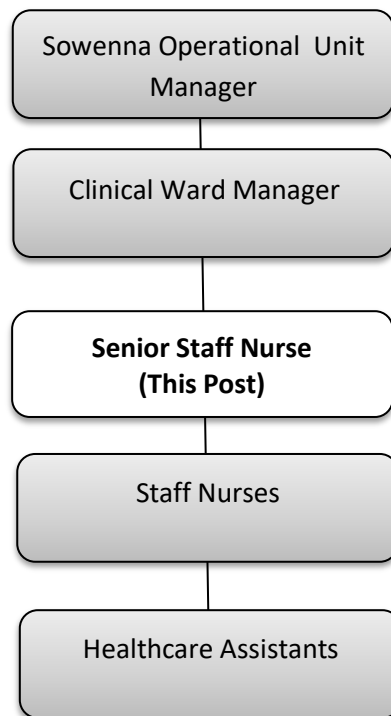 Sowenna Operational Unit
Manager
Clinical Ward Manager
Senior Staff Nurse
(This Post)
Staff Nurses
Healthcare Assistants